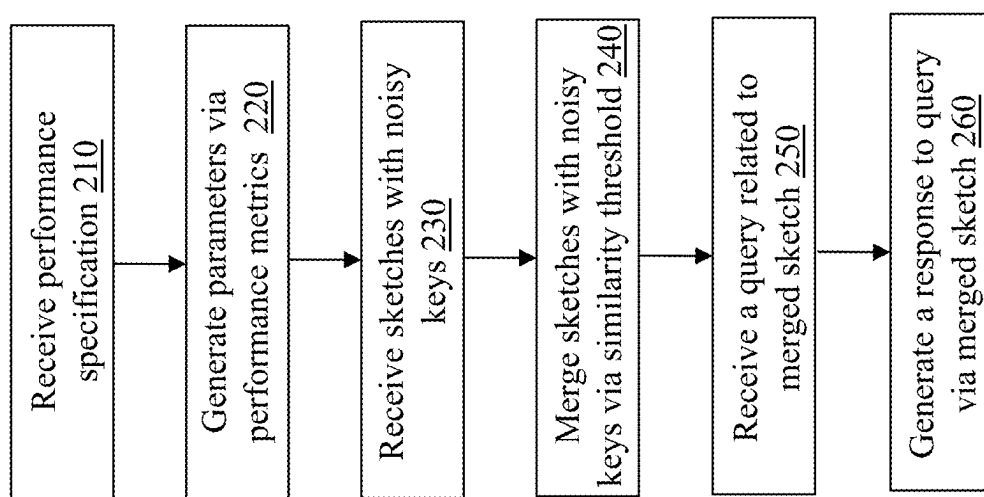 Receive performance
specification 210
Generate parameters via
performance metrics 220
Receive sketches with noisy
keys 230
Merge sketches with noisy
keys via similarity threshold 240
Receive a query related to
merged sketch 250
Generate a response to query
via merged sketch 260